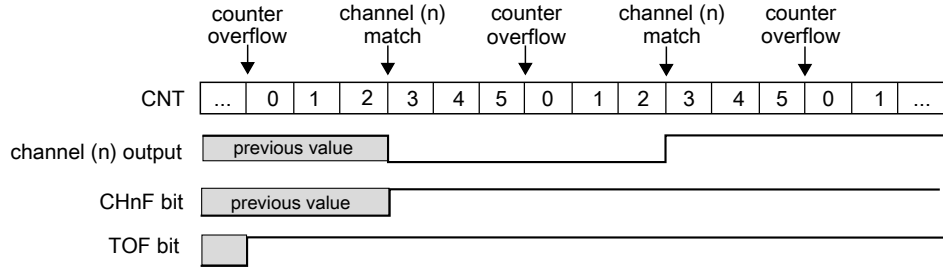 counter overflow
channel (n) match
counter overflow
channel (n) match
counter overflow
CNT ... 0 1 2 3 4 5 0 1 2 3 4 5 0 1 ...
channel (n) output previous value
CHnF bit previous value
TOF bit